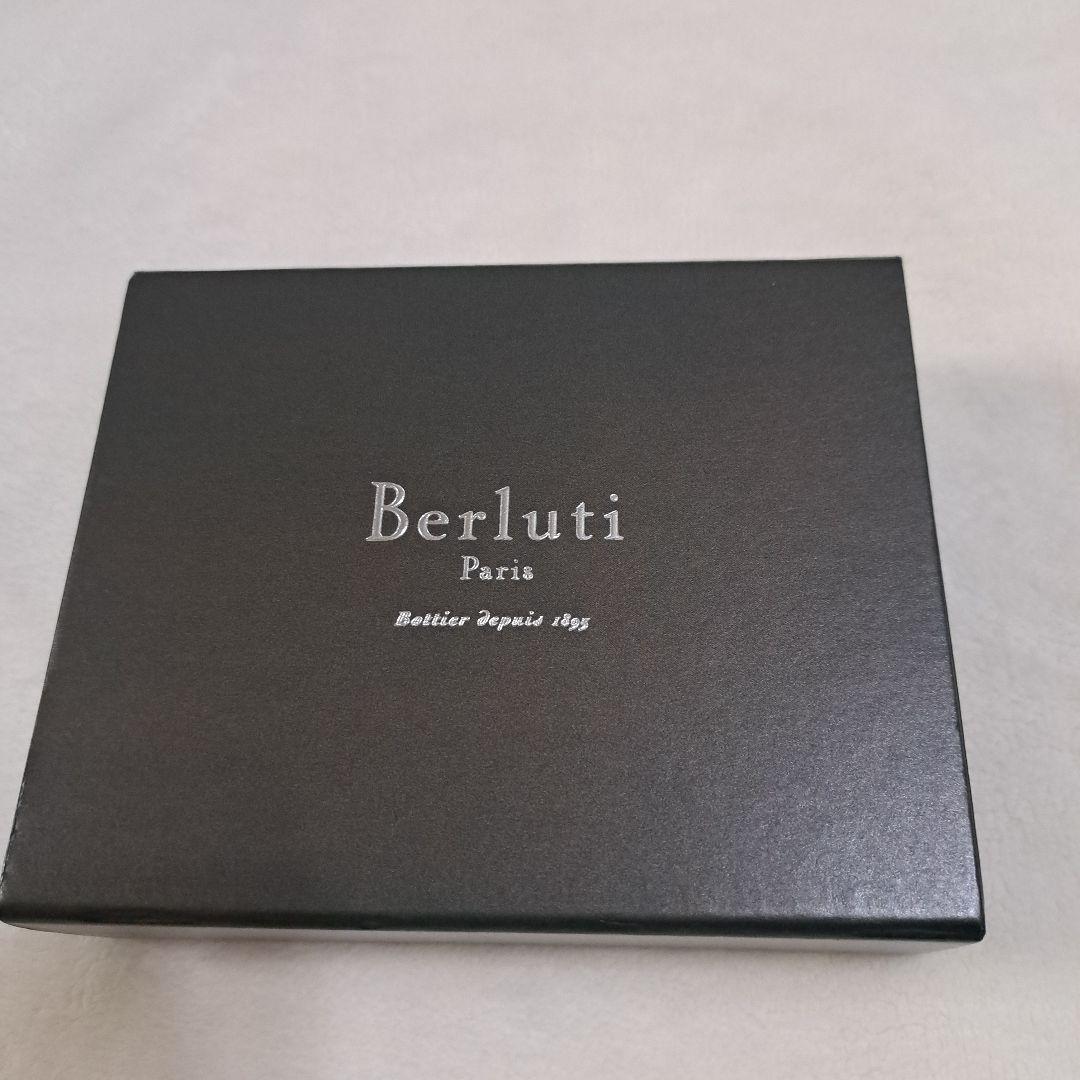 Berluti
Paris
Bottier depuis 1895